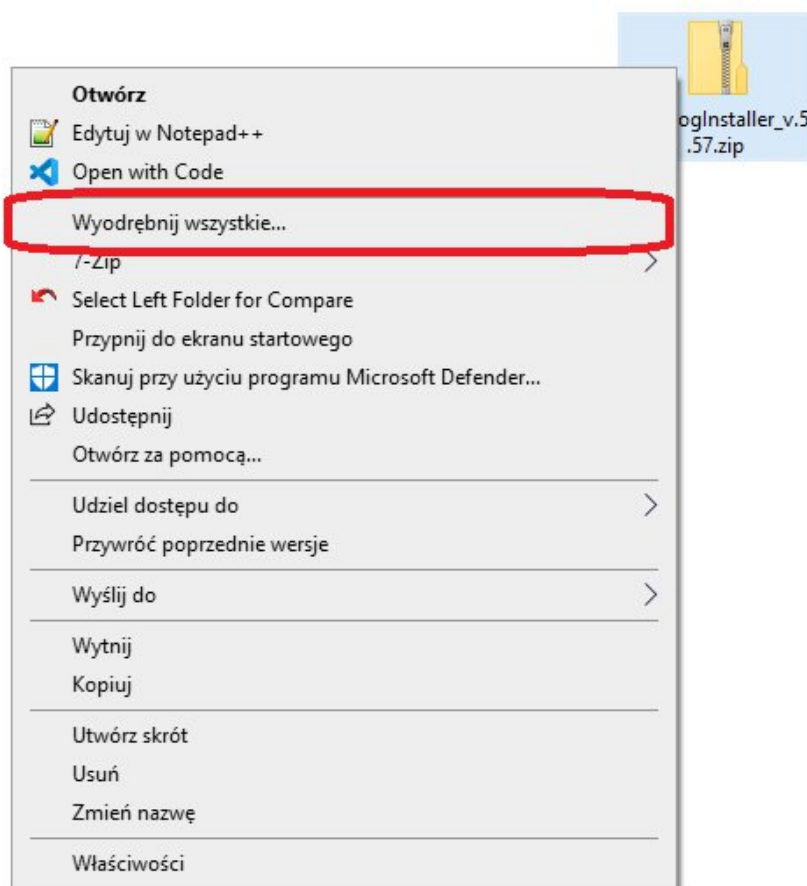 Otwórz
Edytuj w Notepad++
Open with Code
Wyodrębnij wszystkie...
7-Zip
Select Left Folder for Compare
Przypnij do ekranu startowego
Skanuj przy użyciu programu Microsoft Defender...
Udostępnij
Otwórz za pomocą...
Udziel dostępu do
Przywróć poprzednie wersje
Wyślij do
Wytnij
Kopiuj
Utwórz skrót
Usuń
Zmień nazwę
Właściwości
ogInstaller_v.5
.57.zip